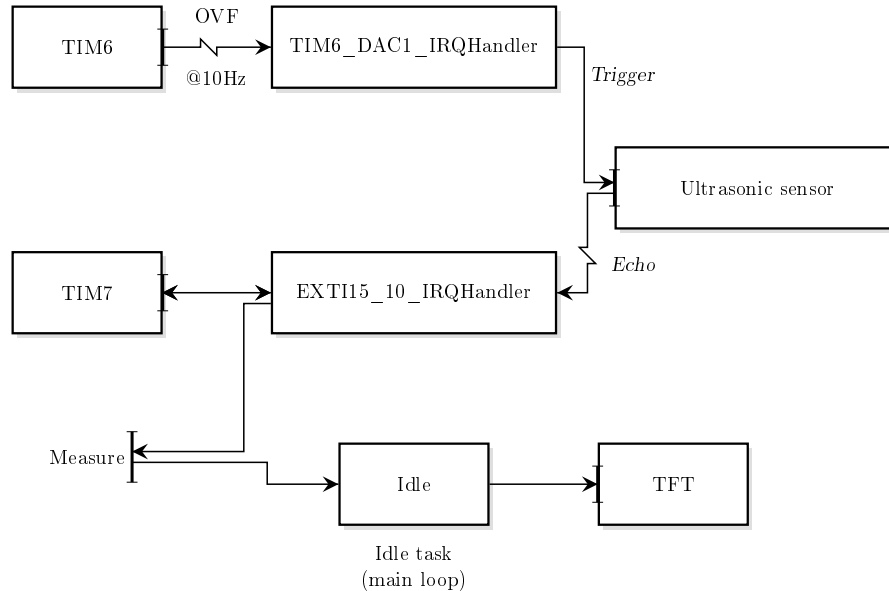 OVF
TIM6
TIM6_DAC1_IRQHandler
@10Hz
Trigger
Ultrasonic sensor
Echo
TIM7
EXTI15_10_IRQHandler
Measure
Idle
TFT
Idle task
(main loop)